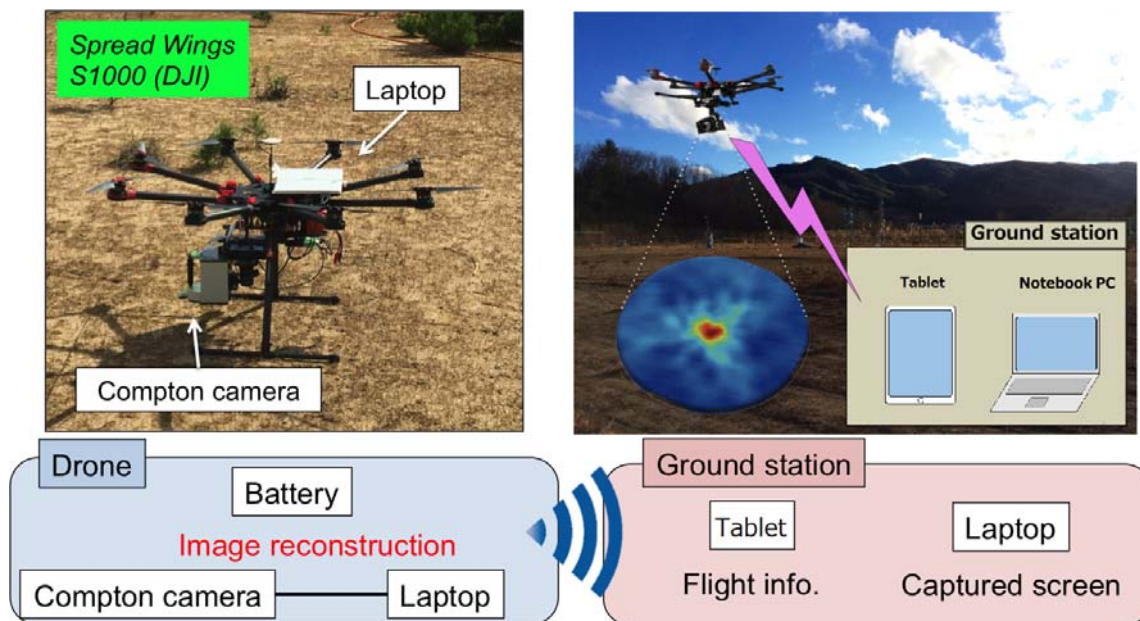 Spread Wings
S1000 (DJI)
Laptop
Compton camera
Ground station
Tablet
Notebook PC
Drone
Battery
Image reconstruction
Compton camera
Laptop
Ground station
Tablet
Laptop
Flight info.
Captured screen